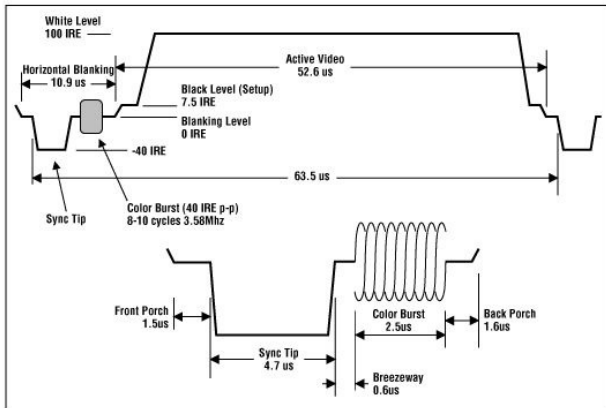 White Level
100 IRE
Horizontal Blanking
10.9 us
Active Video
52.6 us
Black Level (Setup)
7.5 IRE
Blanking Level
0 IRE
-40 IRE
63.5 us
Sync Tip
Color Burst (40 IRE p-p)
8-10 cycles 3.58Mhz
Front Porch
1.5us
Color Burst
2.5us
Back Porch
1.6us
Sync Tip
4.7 us
Breezeway
0.6us